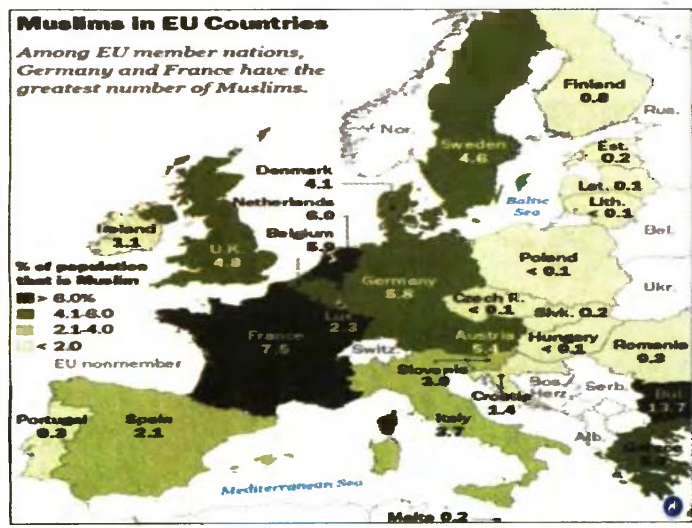 Muslims in EU Countries
Among EU member nations,
Germany and France have the
greatest number of Muslims.
Finland
0.8
Rus.
Nor.
Sweden
4.6
Est.
0.2
Denmark
4.1
Lat. 0.1
Netherlands
6.0
Baltic
Sea
Lith.
< 0.1
Ireland
1.1
Belgium
Bel.
U.K.
4.8
Poland
< 0.1
% of population
that is Muslim
Germany
5.8
Ukr.
> 6.0%
4.1-6.0
2.1-4.0
< 2.0
Czech R.
< 0.1
Slvk. 0.2
Lux.
2.3
France
7.5
Austria
Hungary
< 0.1
Romania
0.3
EU nonmember
Switz.
Slovenia
Bos./
Herz.
Serb.
Croatia
1.4
Bul.
13.7
Portugal
0.3
Spain
2.1
Italy
3.7
Alb.
Mediterranean Sea
Malta 0.2